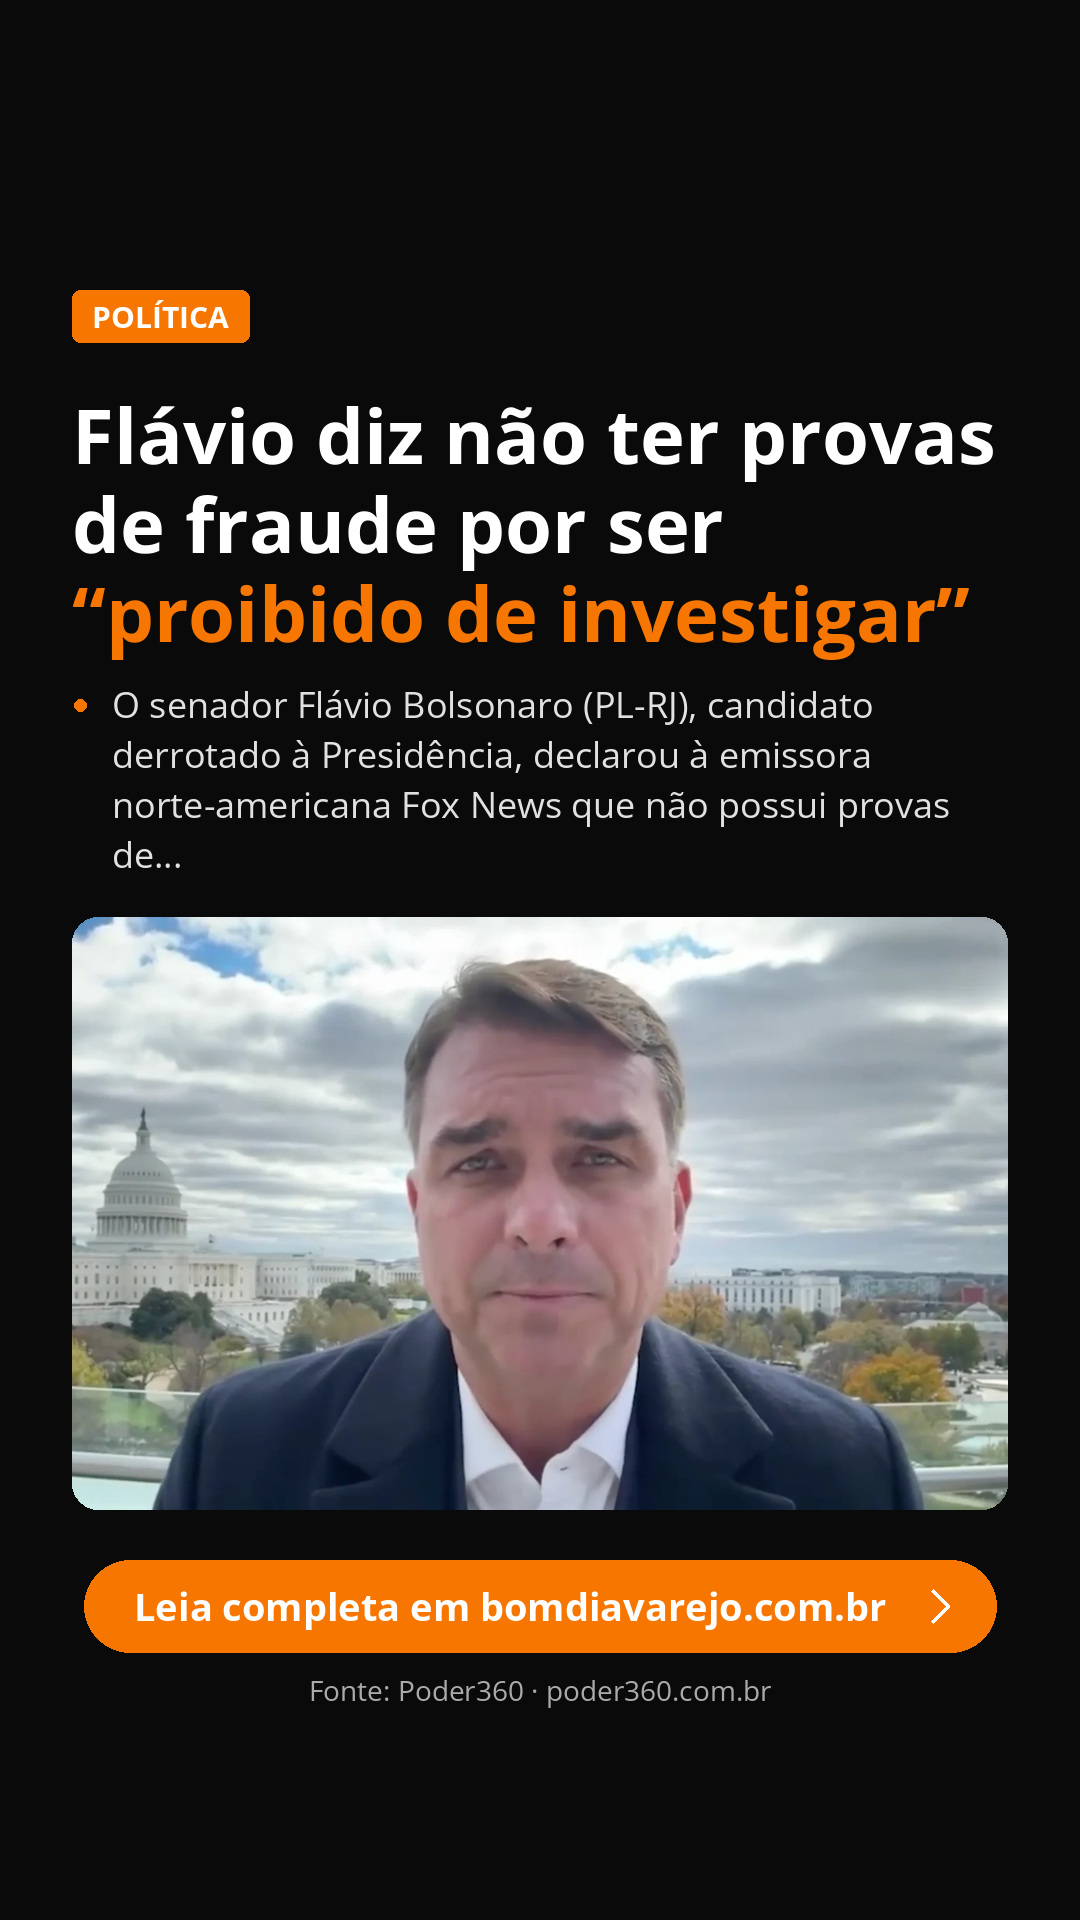 POLÍTICA
Flávio diz não ter provas
de fraude por ser
“proibido de investigar”
• O senador Flávio Bolsonaro (PL-RJ), candidato
derrotado à Presidência, declarou à emissora
norte-americana Fox News que não possui provas
de...
Leia completa em bomdiavarejo.com.br
Fonte: Poder360 · poder360.com.br